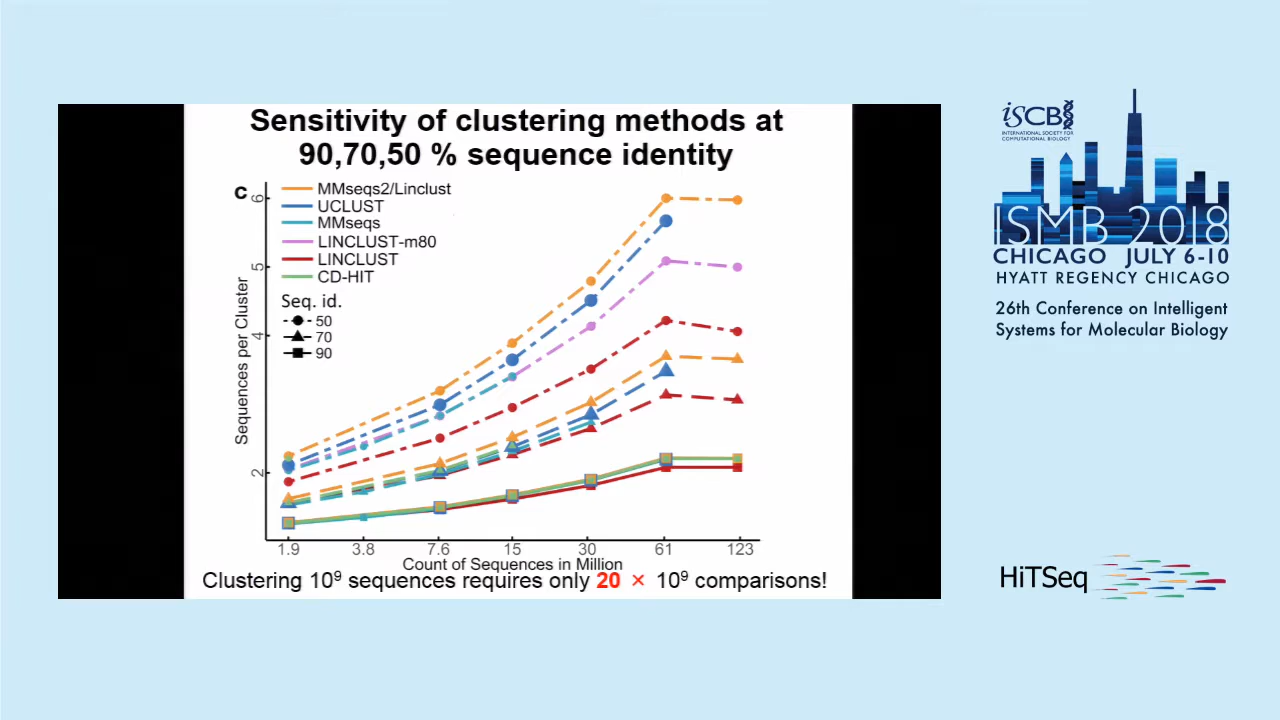 Sensitivity of clustering methods at
90,70,50 % sequence identity
c
MMseqs2/Linclust
UCLUST
MMseqs
LINCLUST-m80
LINCLUST
CD-HIT
Seq. id.
50
70
90
Sequences per Cluster
6
5
4
2
1.9 3.8 7.6 15 30 61 123
Count of Sequences in Million
Clustering 10⁹ sequences requires only 20 × 10⁹ comparisons!
iSCB
INTERNATIONAL SOCIETY FOR
COMPUTATIONAL BIOLOGY
ISMB 2018
CHICAGO JULY 6-10
HYATT REGENCY CHICAGO
26th Conference on Intelligent
Systems for Molecular Biology
HiTSeq